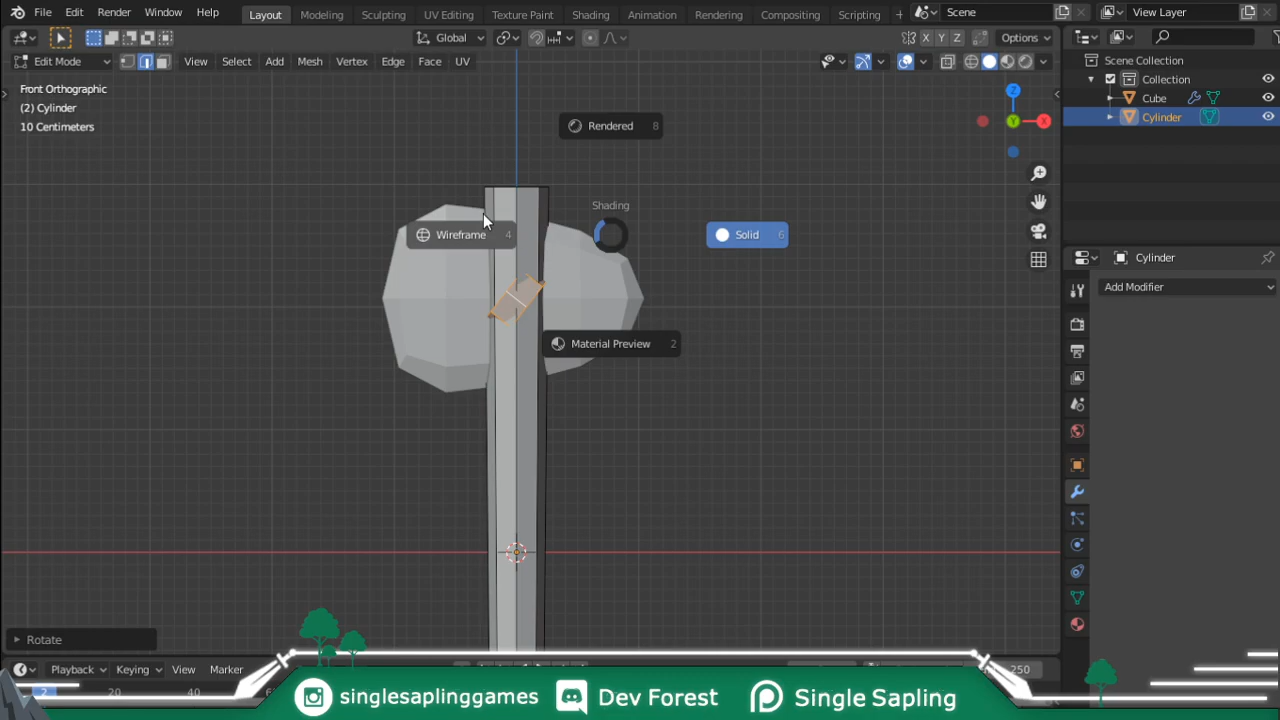 File Edit Render Window Help
Layout Modeling Sculpting UV Editing Texture Paint Shading Animation Rendering Compositing Scripting +
Scene
View Layer
Global
X Y Z
Options
Edit Mode
View Select Add Mesh Vertex Edge Face UV
Front Orthographic
(2) Cylinder
10 Centimeters
Z
Y
X
Rendered 8
Shading
Wireframe 4
Solid 6
Material Preview 2
Rotate
Scene Collection
Collection
Cube
Cylinder
Cylinder
Add Modifier
Playback Keying View Marker
250
2 20 40
singlesaplinggames Dev Forest Single Sapling